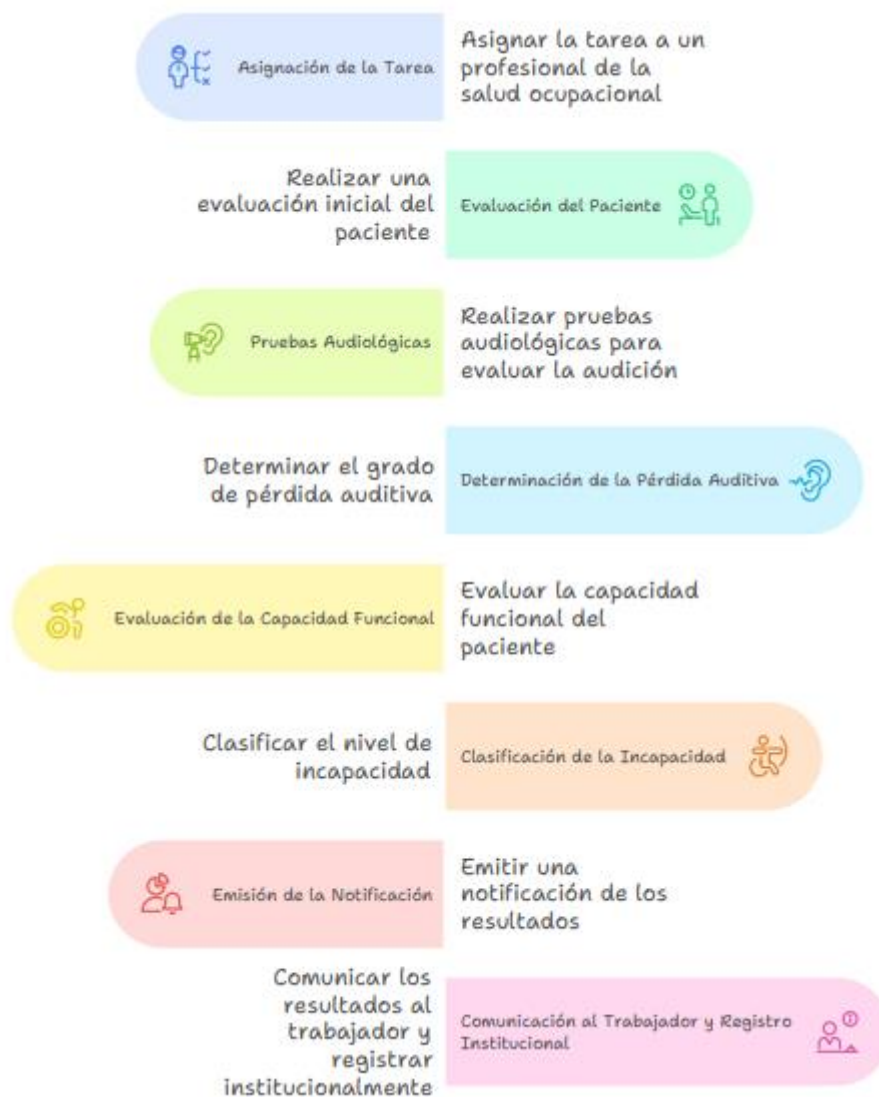 Asignación de la Tarea
Asignar la tarea a un
profesional de la
salud ocupacional
Realizar una
evaluación inicial del
paciente
Evaluación del Paciente
Pruebas Audiológicas
Realizar pruebas
audiológicas para
evaluar la audición
Determinar el grado
de pérdida auditiva
Determinación de la Pérdida Auditiva
Evaluación de la Capacidad Funcional
Evaluar la capacidad
funcional del
paciente
Clasificar el nivel de
incapacidad
Clasificación de la Incapacidad
Emisión de la Notificación
Emitir una
notificación de los
resultados
Comunicar los
resultados al
trabajador y
registrar
institucionalmente
Comunicación al Trabajador y Registro
Institucional